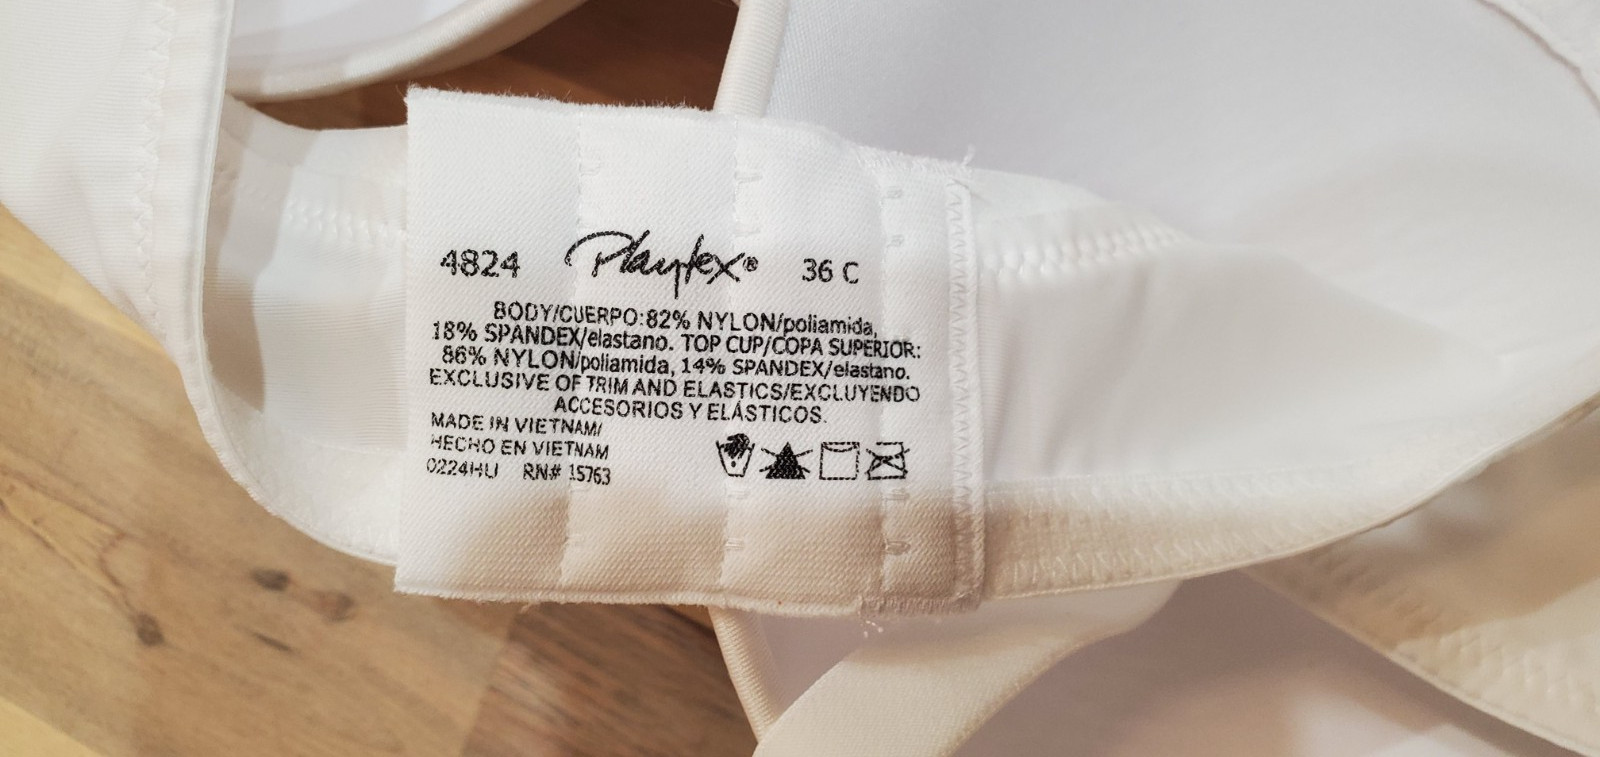 4824 Playtex® 36 C
BODY/CUERPO:82% NYLON/poliamida,
18% SPANDEX/elastano. TOP CUP/COPA SUPERIOR:
86% NYLON/poliamida, 14% SPANDEX/elastano.
EXCLUSIVE OF TRIM AND ELASTICS/EXCLUYENDO
ACCESORIOS Y ELÁSTICOS.
MADE IN VIETNAM/
HECHO EN VIETNAM
0224HU RN# 15763